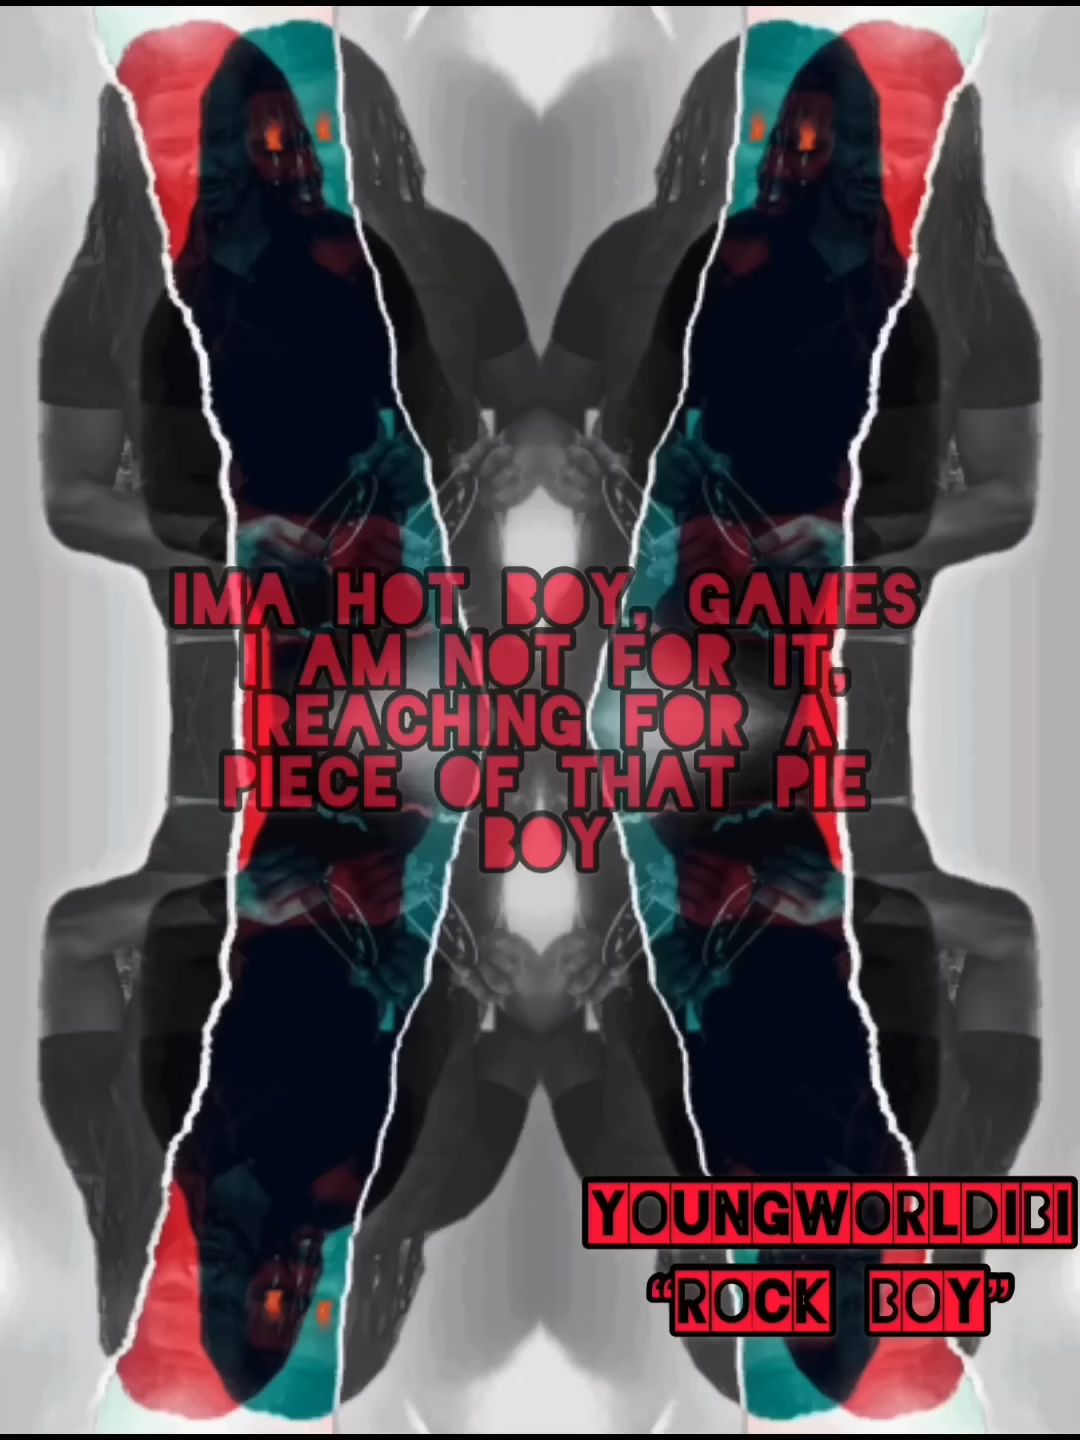 IMA HOT BOY, GAMES
I AM NOT FOR IT,
REACHING FOR A
PIECE OF THAT PIE
BOY
YOUNGWORLDIBI
“ROCK BOY”